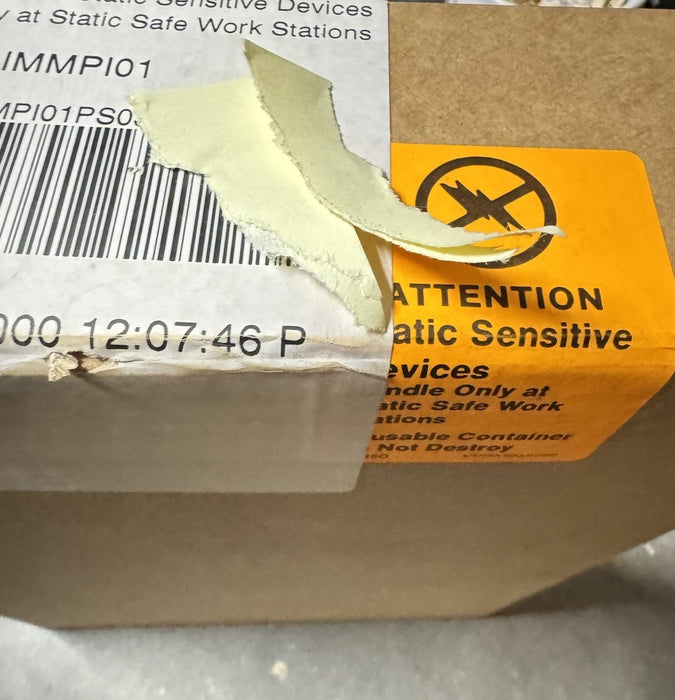 Static Sensitive Devices
y at Static Safe Work Stations
IMMPI01
MPI01PS0
000 12:07:46 P
ATTENTION
atic Sensitive
evices
ndle Only at
atic Safe Work
ations
usable Container
Not Destroy